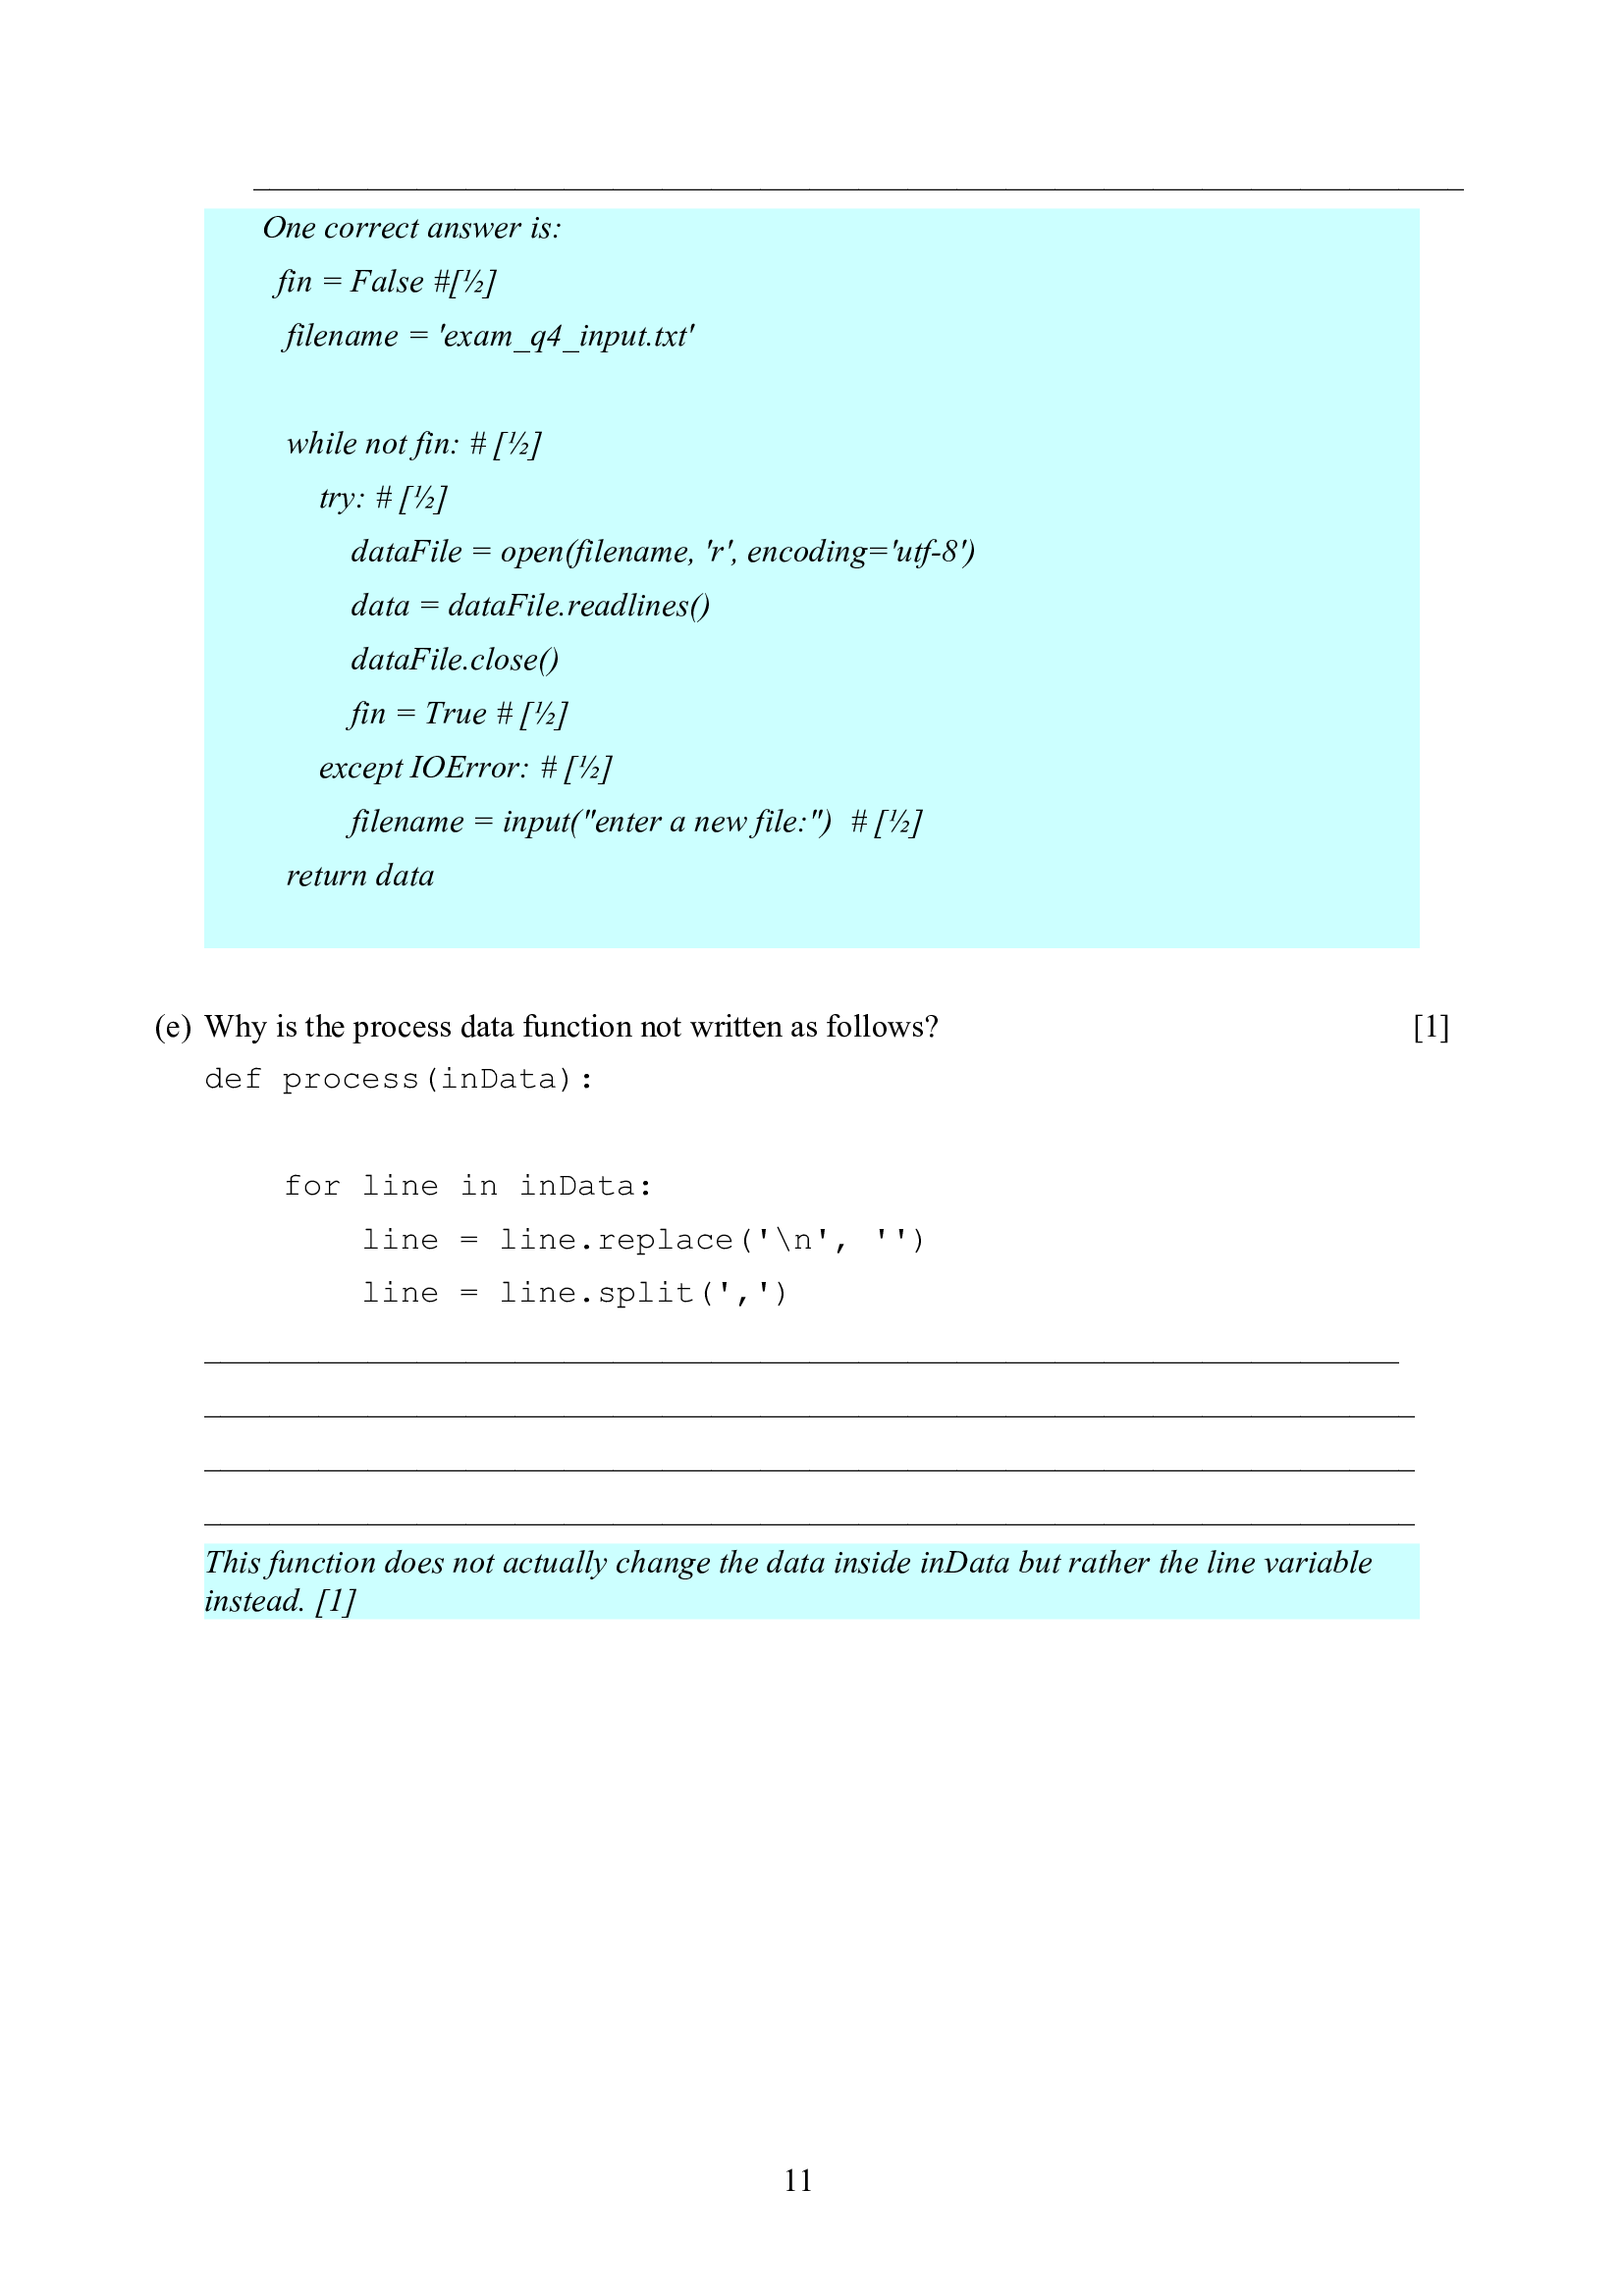 One correct answer is:
fin = False #[½]
filename = 'exam_q4_input.txt'
while not fin: # [½]
try: # [½]
dataFile = open(filename, 'r', encoding='utf-8')
data = dataFile.readlines()
dataFile.close()
fin = True # [½]
except IOError: # [½]
filename = input("enter a new file:")  # [½]
return data
(e) Why is the process data function not written as follows? [1]
def process(inData):
for line in inData:
line = line.replace('\n', '')
line = line.split(',')
This function does not actually change the data inside inData but rather the line variable
instead. [1]
11